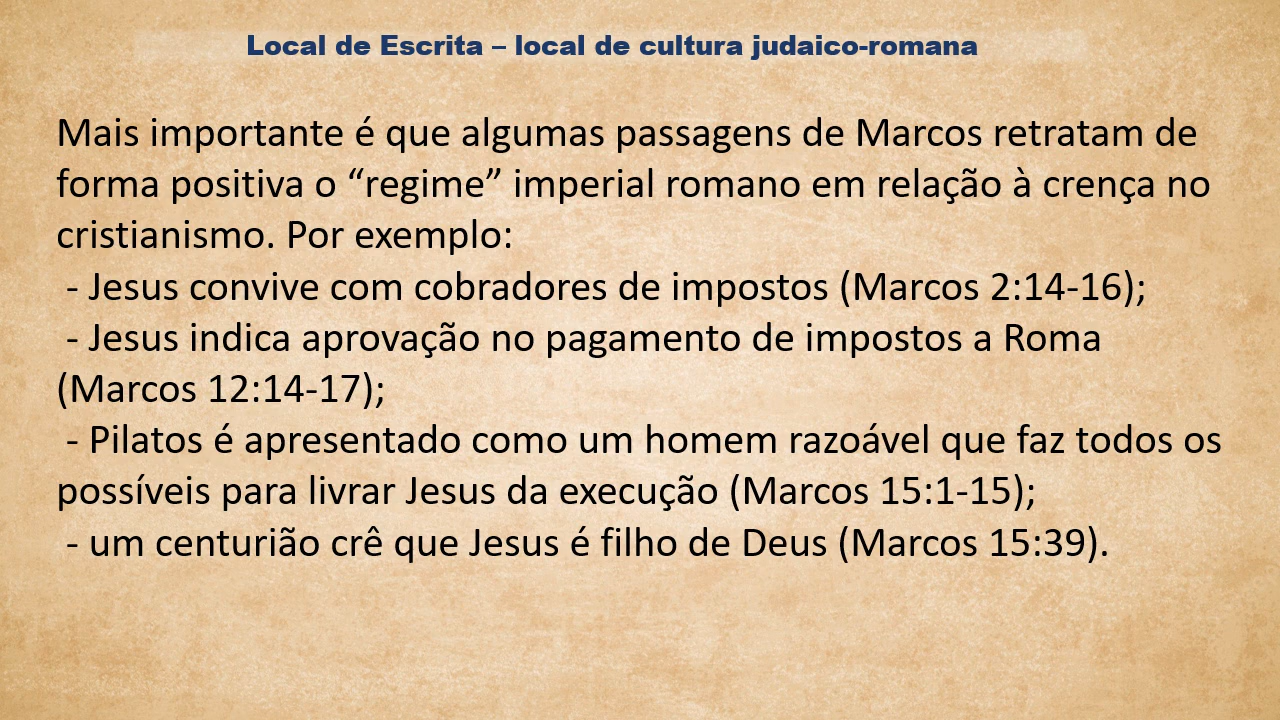 Local de Escrita – local de cultura judaico-romana
Mais importante é que algumas passagens de Marcos retratam de
forma positiva o “regime” imperial romano em relação à crença no
cristianismo. Por exemplo:
- Jesus convive com cobradores de impostos (Marcos 2:14-16);
- Jesus indica aprovação no pagamento de impostos a Roma
(Marcos 12:14-17);
- Pilatos é apresentado como um homem razoável que faz todos os
possíveis para livrar Jesus da execução (Marcos 15:1-15);
- um centurião crê que Jesus é filho de Deus (Marcos 15:39).